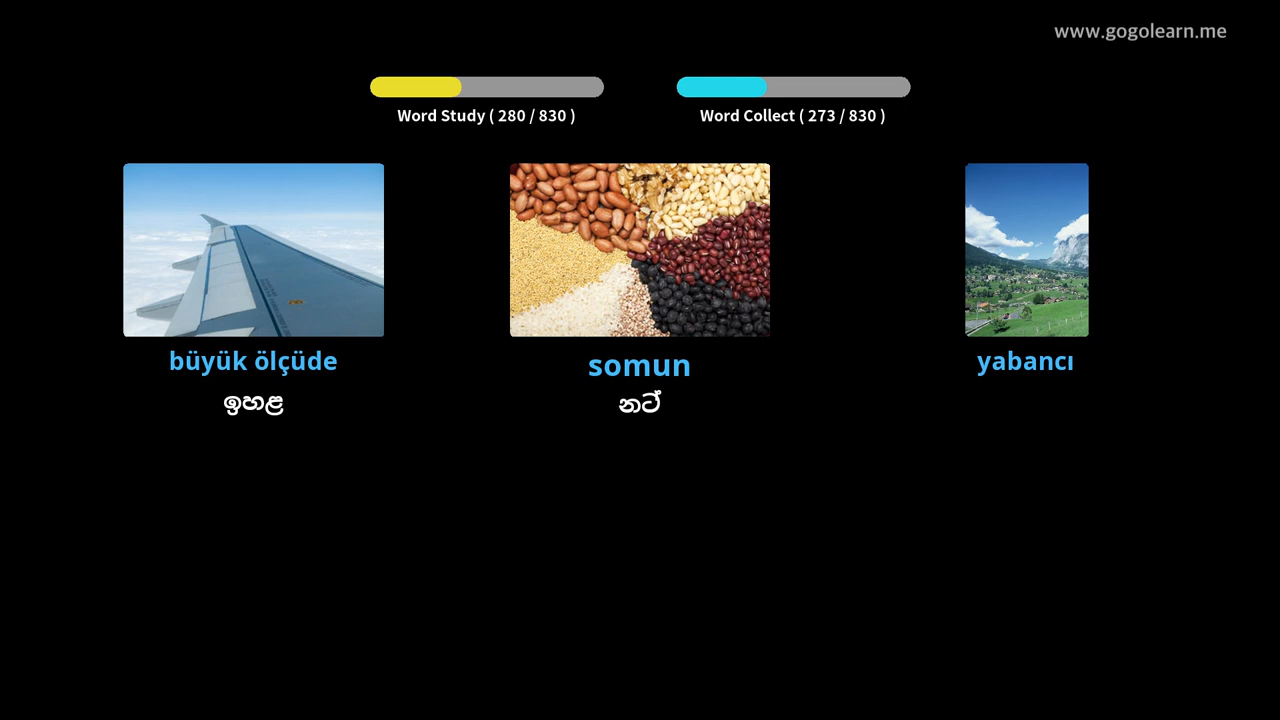 www.gogolearn.me
Word Study ( 280 / 830 )
Word Collect ( 273 / 830 )
büyük ölçüde
ඉහළ
somun
නට්
yabancı